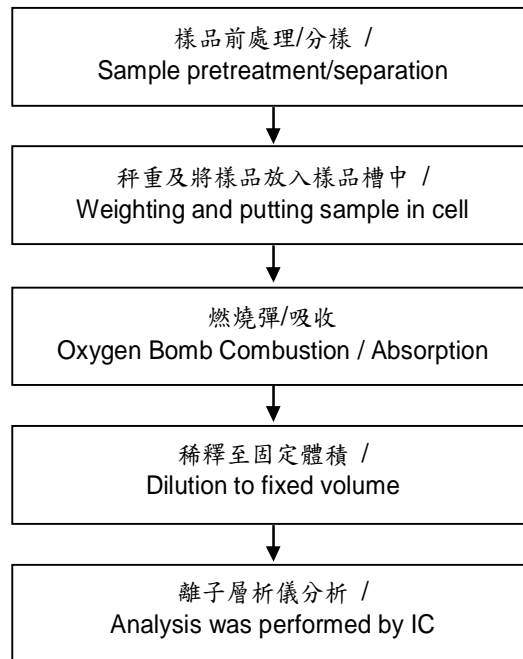 樣品前處理/分樣 /
Sample pretreatment/separation
秤重及將樣品放入樣品槽中 /
Weighting and putting sample in cell
燃燒彈/吸收
Oxygen Bomb Combustion / Absorption
稀釋至固定體積 /
Dilution to fixed volume
離子層析儀分析 /
Analysis was performed by IC